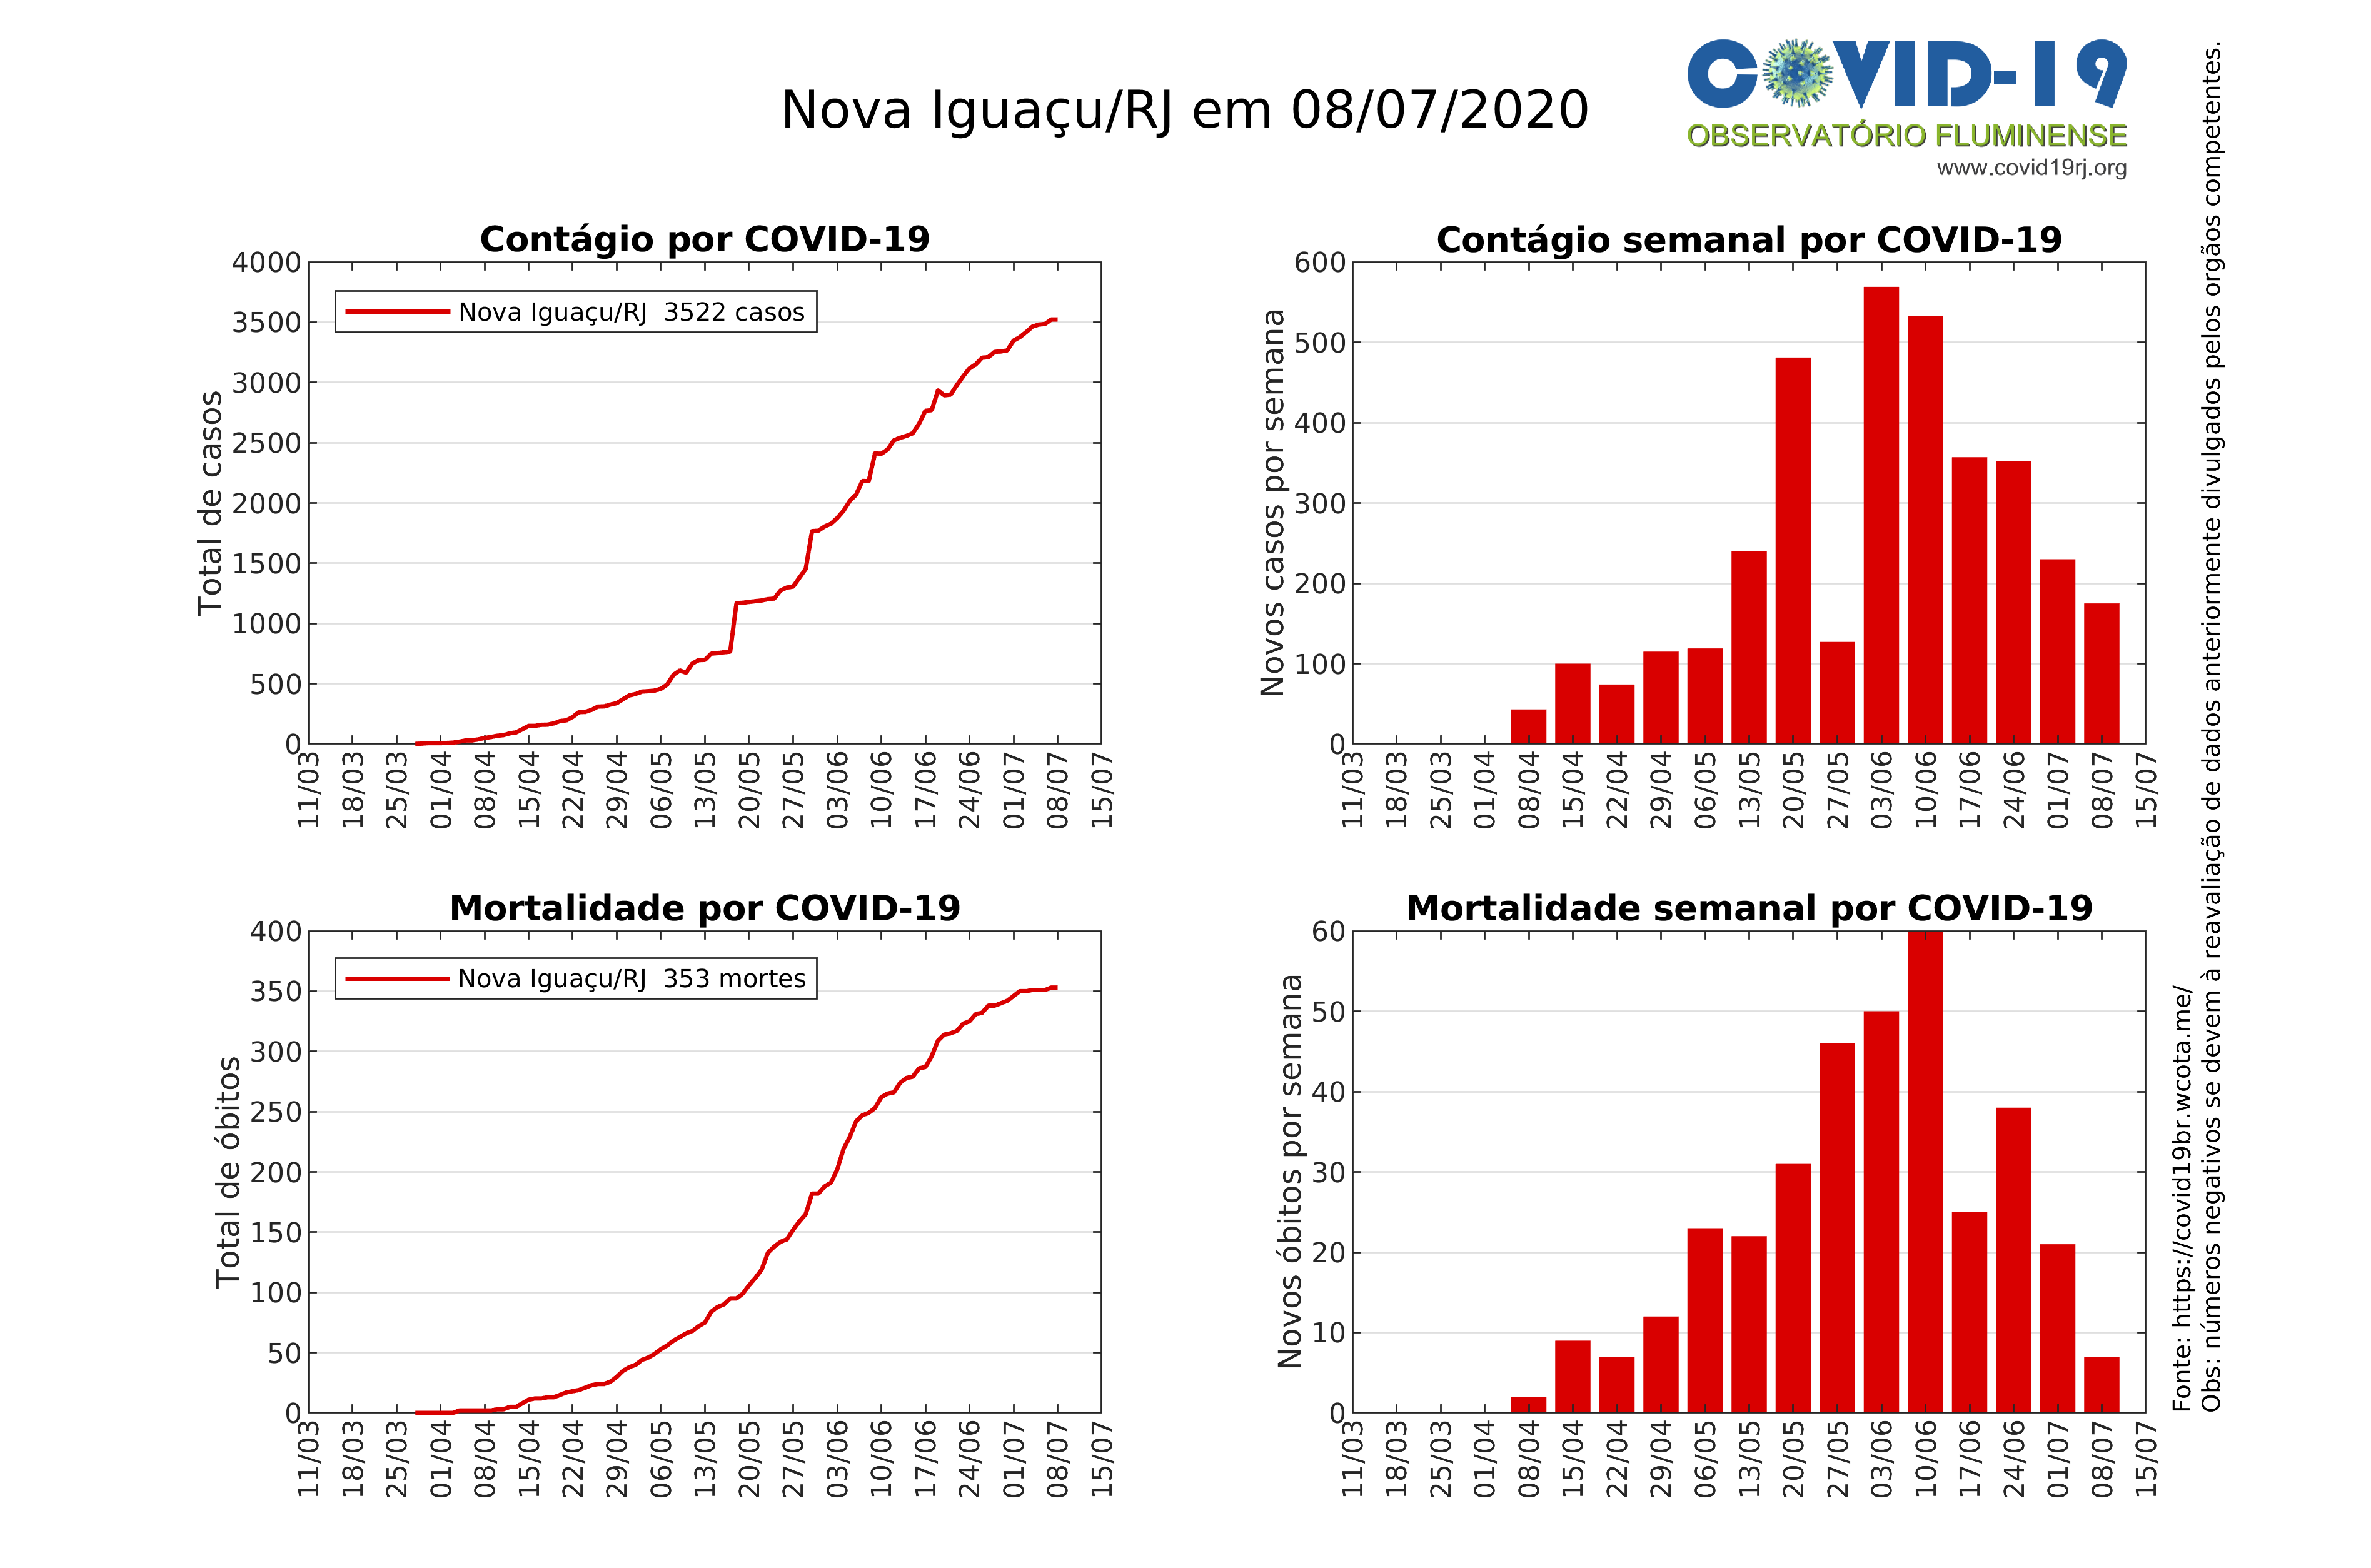 Nova Iguaçu/RJ em 08/07/2020
COVID-19
OBSERVATÓRIO FLUMINENSE
www.covid19rj.org
Contágio por COVID-19
Total de casos
4000
3500
3000
2500
2000
1500
1000
500
0
Nova Iguaçu/RJ 3522 casos
11/03 18/03 25/03 01/04 08/04 15/04 22/04 29/04 06/05 13/05 20/05 27/05 03/06 10/06 17/06 24/06 01/07 08/07 15/07
Contágio semanal por COVID-19
Novos casos por semana
600
500
400
300
200
100
0
11/03 18/03 25/03 01/04 08/04 15/04 22/04 29/04 06/05 13/05 20/05 27/05 03/06 10/06 17/06 24/06 01/07 08/07 15/07
Mortalidade por COVID-19
Total de óbitos
400
350
300
250
200
150
100
50
0
Nova Iguaçu/RJ 353 mortes
11/03 18/03 25/03 01/04 08/04 15/04 22/04 29/04 06/05 13/05 20/05 27/05 03/06 10/06 17/06 24/06 01/07 08/07 15/07
Mortalidade semanal por COVID-19
Novos óbitos por semana
60
50
40
30
20
10
0
11/03 18/03 25/03 01/04 08/04 15/04 22/04 29/04 06/05 13/05 20/05 27/05 03/06 10/06 17/06 24/06 01/07 08/07 15/07
Fonte: https://covid19br.wcota.me/
Obs: números negativos se devem à reavaliação de dados anteriormente divulgados pelos orgãos competentes.